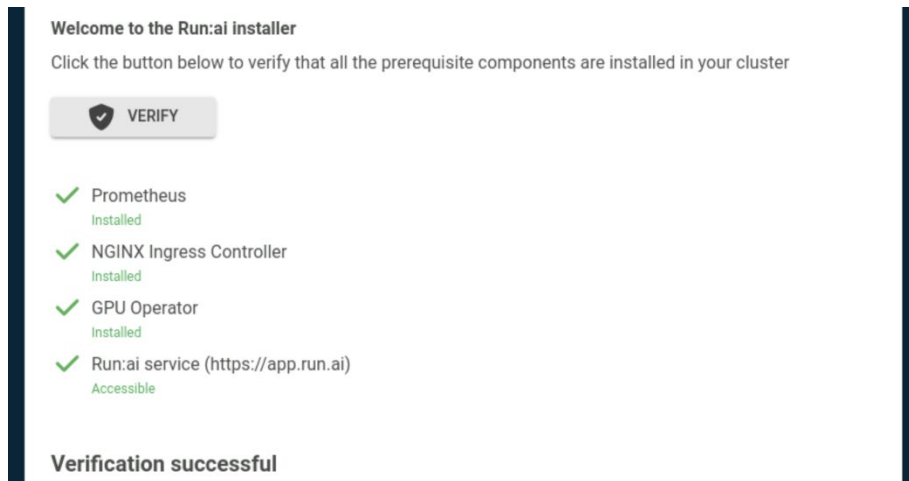 Welcome to the Run:ai installer
Click the button below to verify that all the prerequisite components are installed in your cluster
VERIFY
Prometheus
Installed
NGINX Ingress Controller
Installed
GPU Operator
Installed
Run:ai service (https://app.run.ai)
Accessible
Verification successful